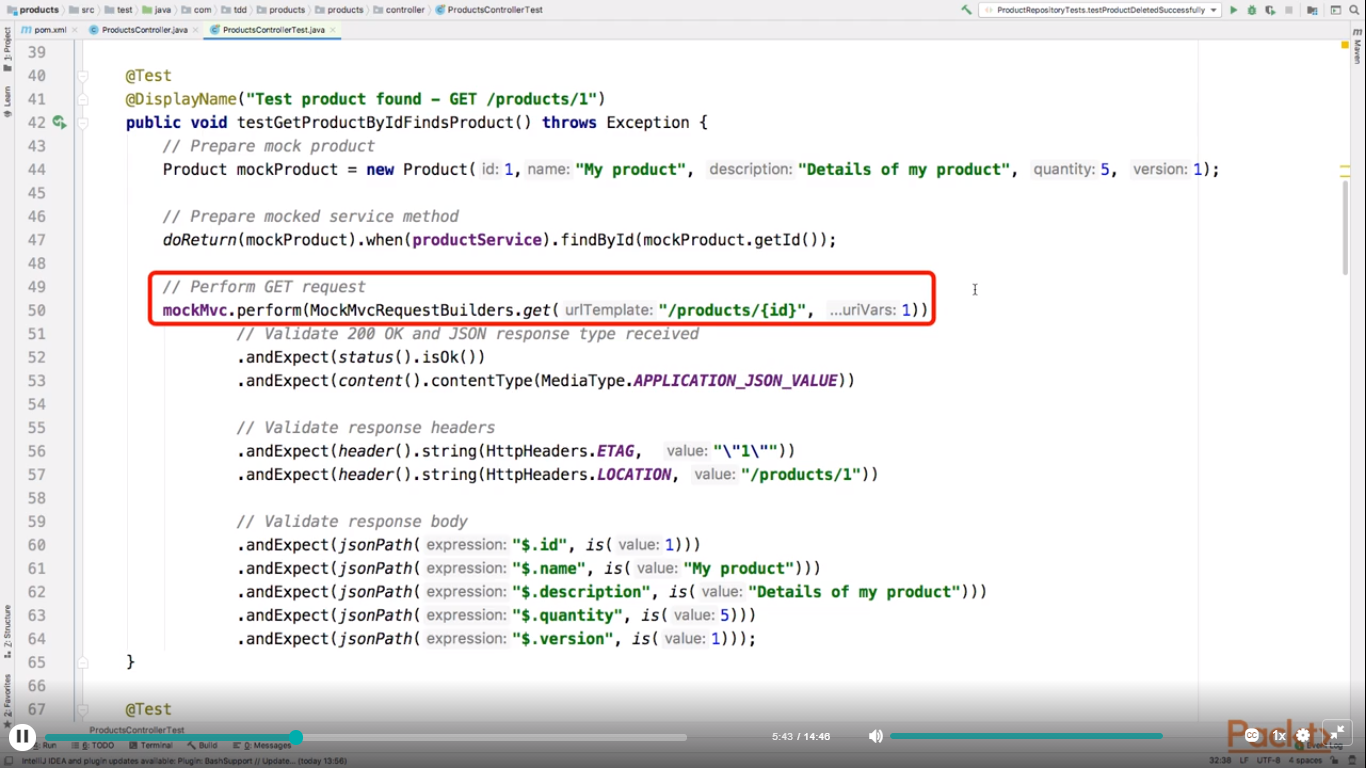 products src test java com tdd products products controller ProductsControllerTest ProductRepositoryTests.testProductDeletedSuccessfully
pom.xml ProductsController.java ProductsControllerTest.java
1: Project
Learn
Maven
39
40 @Test
41 @DisplayName("Test product found – GET /products/1")
42 public void testGetProductByIdFindsProduct() throws Exception {
43 // Prepare mock product
44 Product mockProduct = new Product( id: 1, name: "My product", description: "Details of my product", quantity: 5, version: 1);
45
46 // Prepare mocked service method
47 doReturn(mockProduct).when(productService).findById(mockProduct.getId());
48
49 // Perform GET request
50 mockMvc.perform(MockMvcRequestBuilders.get( urlTemplate: "/products/{id}", ...uriVars: 1))
51 // Validate 200 OK and JSON response type received
52 .andExpect(status().isOk())
53 .andExpect(content().contentType(MediaType.APPLICATION_JSON_VALUE))
54
55 // Validate response headers
56 .andExpect(header().string(HttpHeaders.ETAG, value: "\"1\""))
57 .andExpect(header().string(HttpHeaders.LOCATION, value: "/products/1"))
58
59 // Validate response body
60 .andExpect(jsonPath( expression: "$.id", is( value: 1)))
61 .andExpect(jsonPath( expression: "$.name", is( value: "My product")))
62 .andExpect(jsonPath( expression: "$.description", is( value: "Details of my product")))
63 .andExpect(jsonPath( expression: "$.quantity", is( value: 5)))
64 .andExpect(jsonPath( expression: "$.version", is( value: 1)));
65 }
66
67 @Test
Z: Structure
2: Favorites
ProductsControllerTest
5:43 / 14:46
CC 1x
Packt>
Run 6: TODO Terminal Build 0: Messages Event Log
IntelliJ IDEA and plugin updates available: Plugin: BashSupport // Update... (today 13:56) 32:38 LF UTF-8 4 spaces